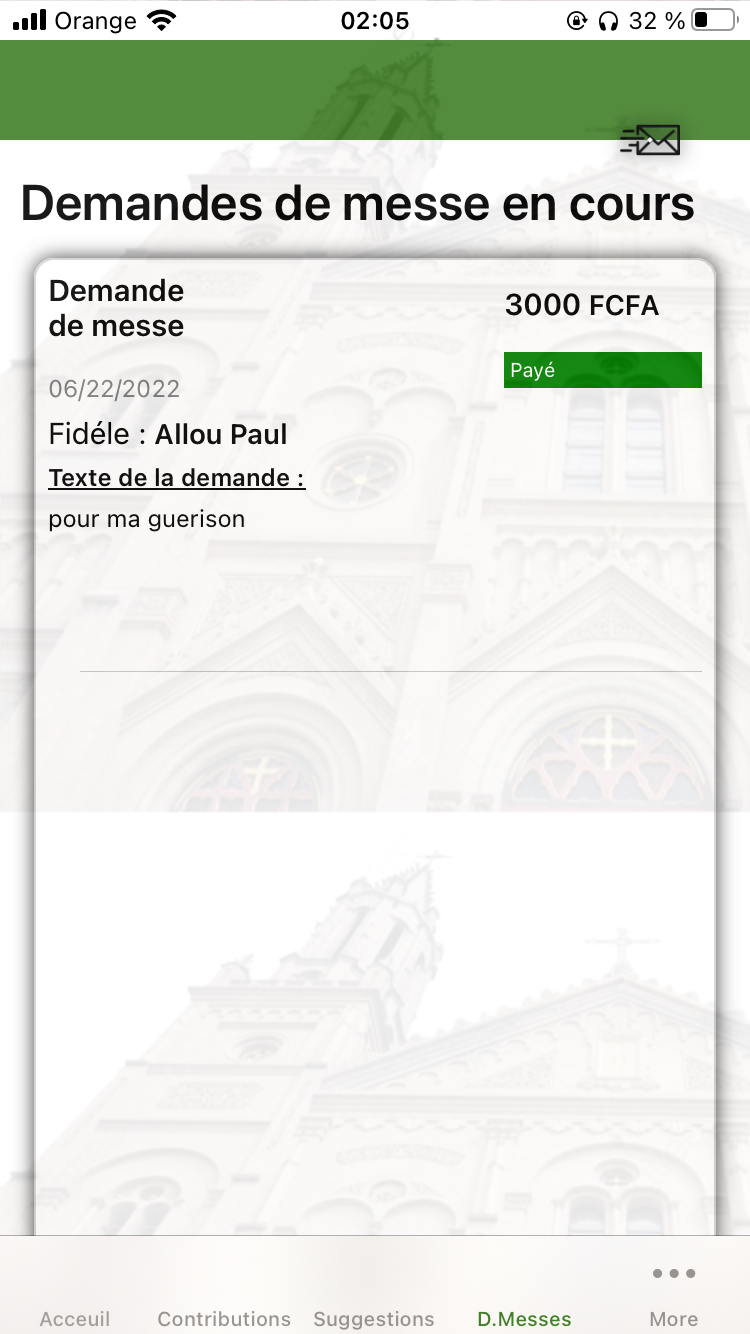 Orange 02:05 32 %
Demandes de messe en cours
Demande
de messe
3000 FCFA
Payé
06/22/2022
Fidéle : Allou Paul
Texte de la demande :
pour ma guerison
Acceuil Contributions Suggestions D.Messes More